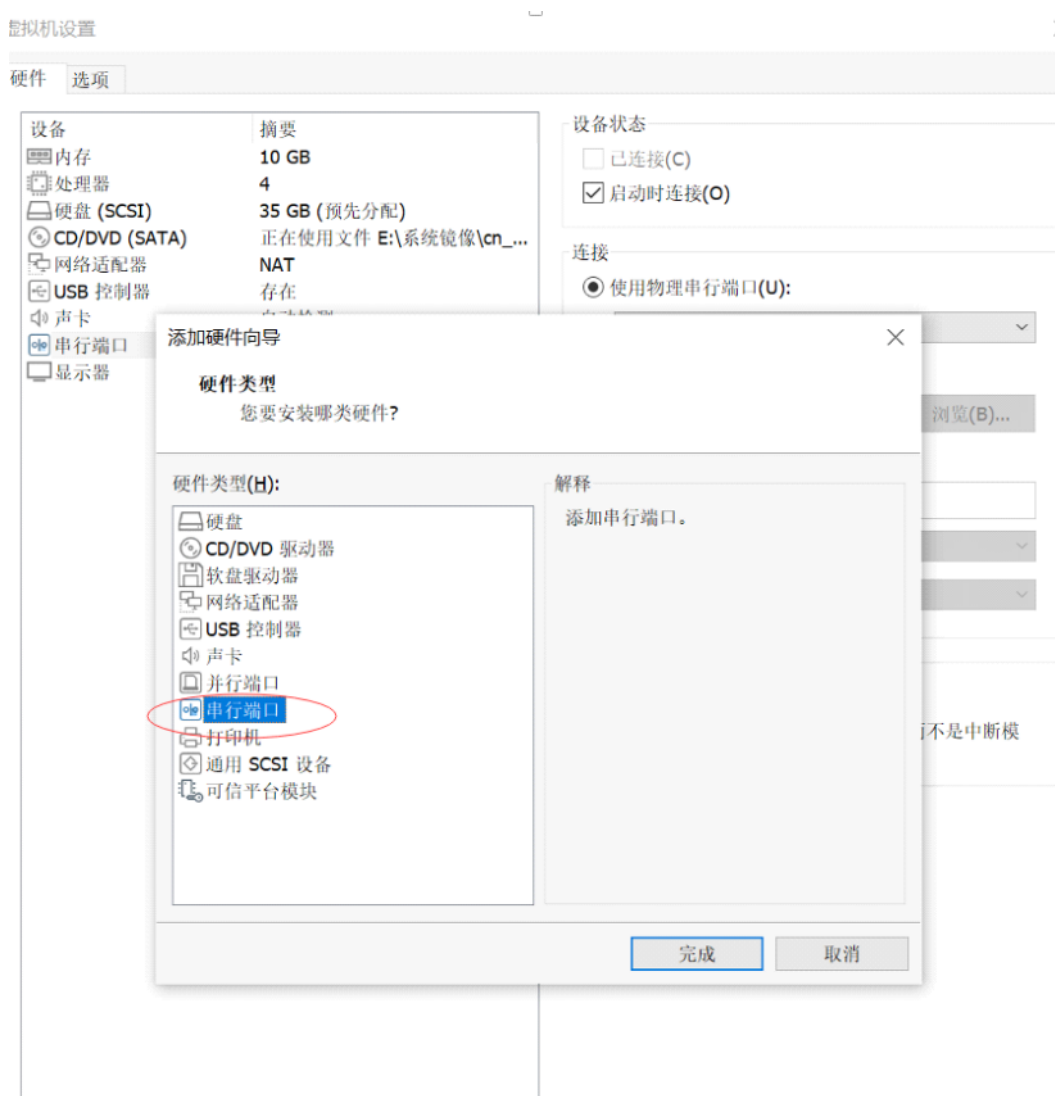 虚拟机设置
硬件 选项
设备 摘要
内存 10 GB
处理器 4
硬盘 (SCSI) 35 GB (预先分配)
CD/DVD (SATA) 正在使用文件 E:\系统镜像\cn_...
网络适配器 NAT
USB 控制器 存在
声卡 自动检测
串行端口
显示器
设备状态
已连接(C)
启动时连接(O)
连接
使用物理串行端口(U):
浏览(B)...
不是中断模
添加硬件向导
硬件类型
您要安装哪类硬件?
硬件类型(H):
硬盘
CD/DVD 驱动器
软盘驱动器
网络适配器
USB 控制器
声卡
并行端口
串行端口
打印机
通用 SCSI 设备
可信平台模块
解释
添加串行端口。
完成 取消